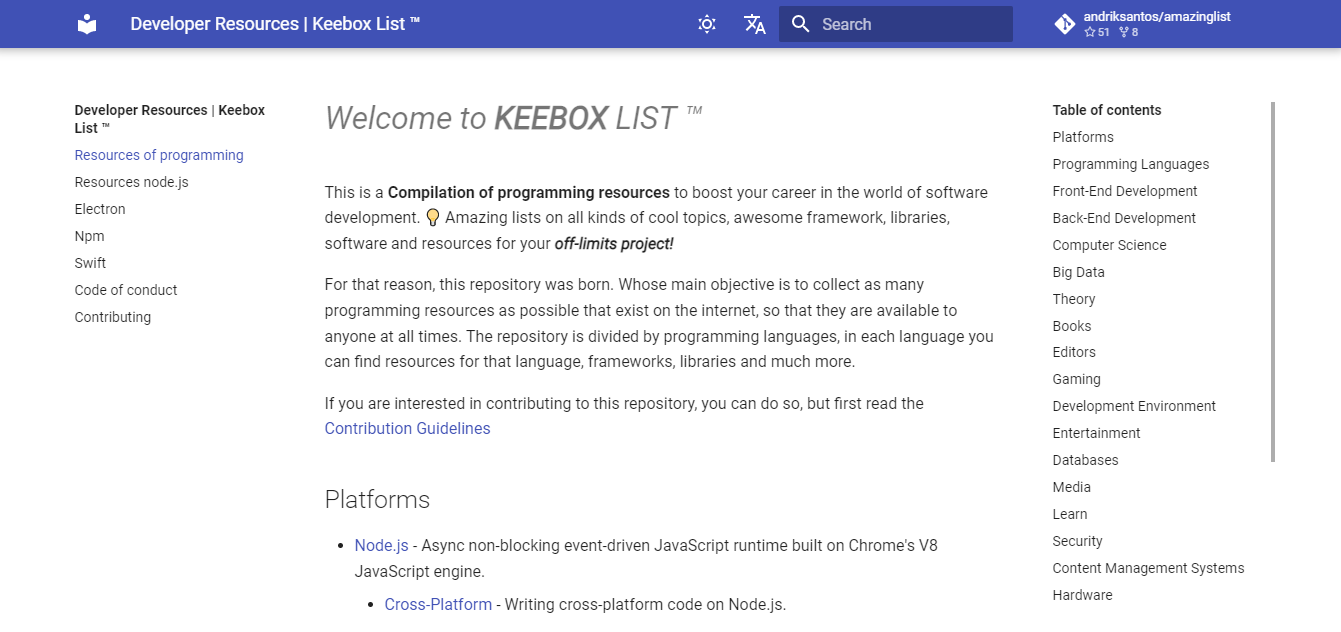 Developer Resources | Keebox List ™
Search
andriksantos/amazinglist
51 8
Developer Resources | Keebox
List ™
Resources of programming
Resources node.js
Electron
Npm
Swift
Code of conduct
Contributing
Welcome to KEEBOX LIST ™
This is a Compilation of programming resources to boost your career in the world of software
development. 💡 Amazing lists on all kinds of cool topics, awesome framework, libraries,
software and resources for your off-limits project!
For that reason, this repository was born. Whose main objective is to collect as many
programming resources as possible that exist on the internet, so that they are available to
anyone at all times. The repository is divided by programming languages, in each language you
can find resources for that language, frameworks, libraries and much more.
If you are interested in contributing to this repository, you can do so, but first read the
Contribution Guidelines
Platforms
• Node.js - Async non-blocking event-driven JavaScript runtime built on Chrome's V8
JavaScript engine.
• Cross-Platform - Writing cross-platform code on Node.js.
Table of contents
Platforms
Programming Languages
Front-End Development
Back-End Development
Computer Science
Big Data
Theory
Books
Editors
Gaming
Development Environment
Entertainment
Databases
Media
Learn
Security
Content Management Systems
Hardware